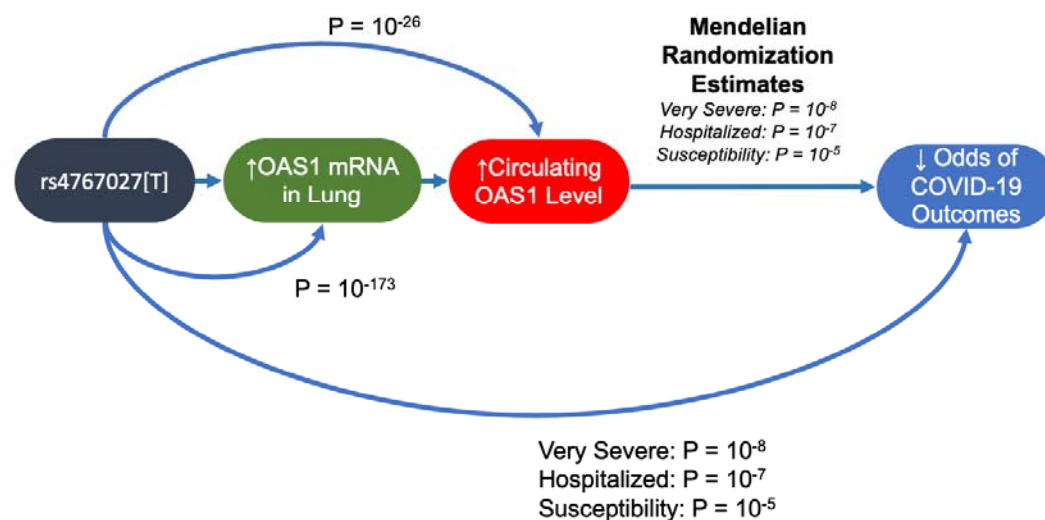 P = 10⁻²⁶
Mendelian
Randomization
Estimates
Very Severe: P = 10⁻⁸
Hospitalized: P = 10⁻⁷
Susceptibility: P = 10⁻⁵
rs4767027[T]
↑OAS1 mRNA
in Lung
↑Circulating
OAS1 Level
↓ Odds of
COVID-19
Outcomes
P = 10⁻¹⁷³
Very Severe: P = 10⁻⁸
Hospitalized: P = 10⁻⁷
Susceptibility: P = 10⁻⁵